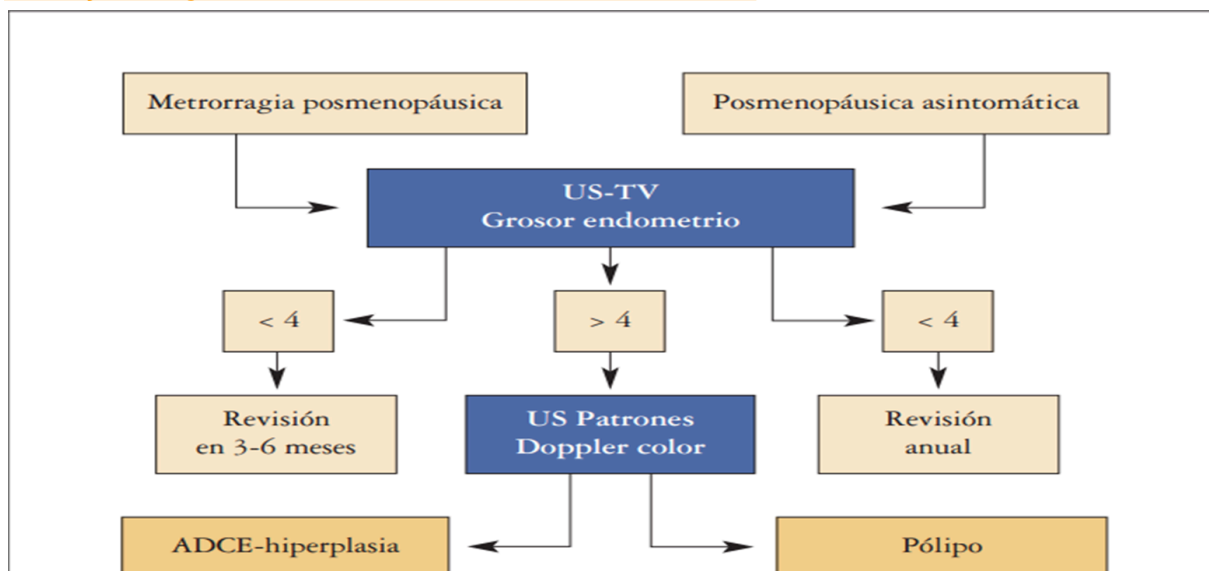 Metrorragia posmenopáusica
Posmenopáusica asintomática
US-TV
Grosor endometrio
< 4
> 4
< 4
Revisión
en 3-6 meses
US Patrones
Doppler color
Revisión
anual
ADCE-hiperplasia
Pólipo